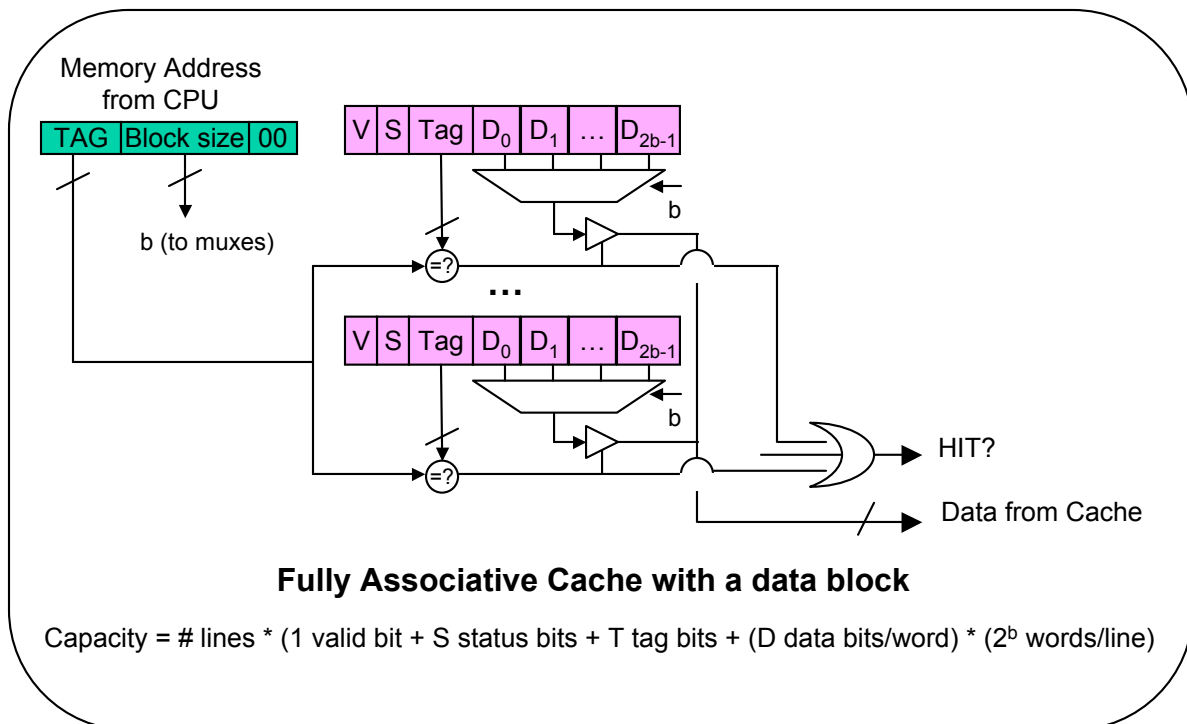 Memory Address
from CPU
TAG Block size 00
b (to muxes)
V S Tag D₀ D₁ … D₂b-1
b
=?
...
V S Tag D₀ D₁ … D₂b-1
b
=?
HIT?
Data from Cache
Fully Associative Cache with a data block
Capacity = # lines * (1 valid bit + S status bits + T tag bits + (D data bits/word) * (2ᵇ words/line)